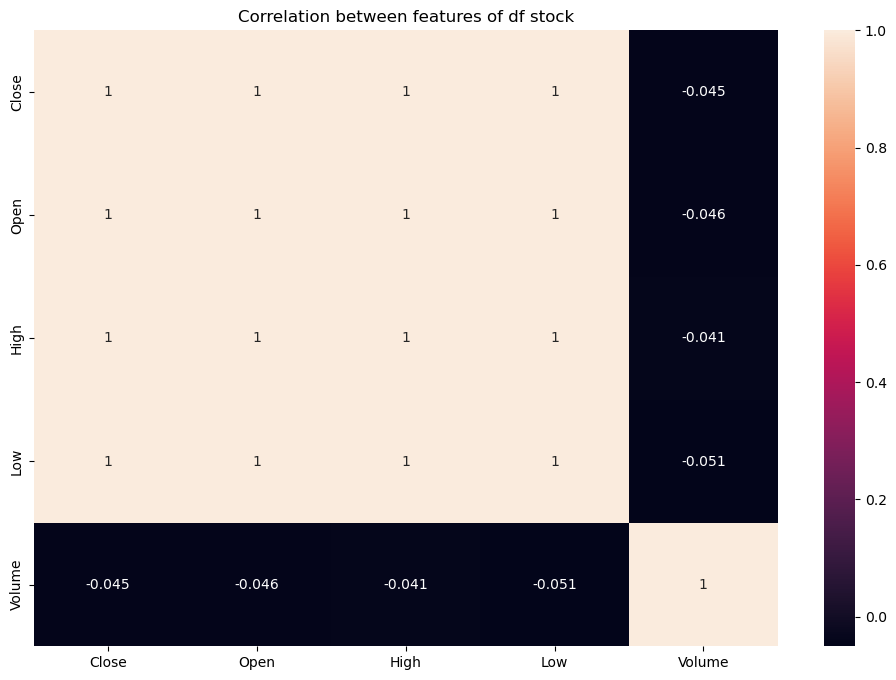 Correlation between features of df stock
Close 1 1 1 1 -0.045
Open 1 1 1 1 -0.046
High 1 1 1 1 -0.041
Low 1 1 1 1 -0.051
Volume -0.045 -0.046 -0.041 -0.051 1
Close Open High Low Volume
1.0
0.8
0.6
0.4
0.2
0.0